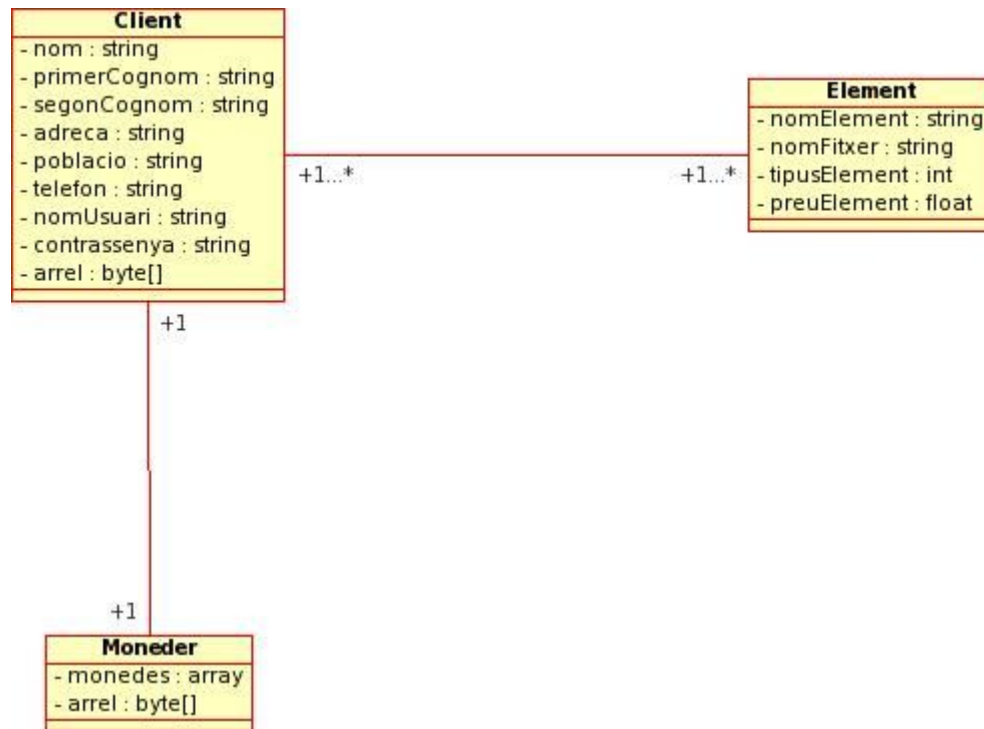 Client
- nom : string
- primerCognom : string
- segonCognom : string
- adreca : string
- poblacio : string
- telefon : string
- nomUsuari : string
- contrassenya : string
- arrel : byte[]
Element
- nomElement : string
- nomFitxer : string
- tipusElement : int
- preuElement : float
+1...*
+1...*
+1
+1
Moneder
- monedes : array
- arrel : byte[]